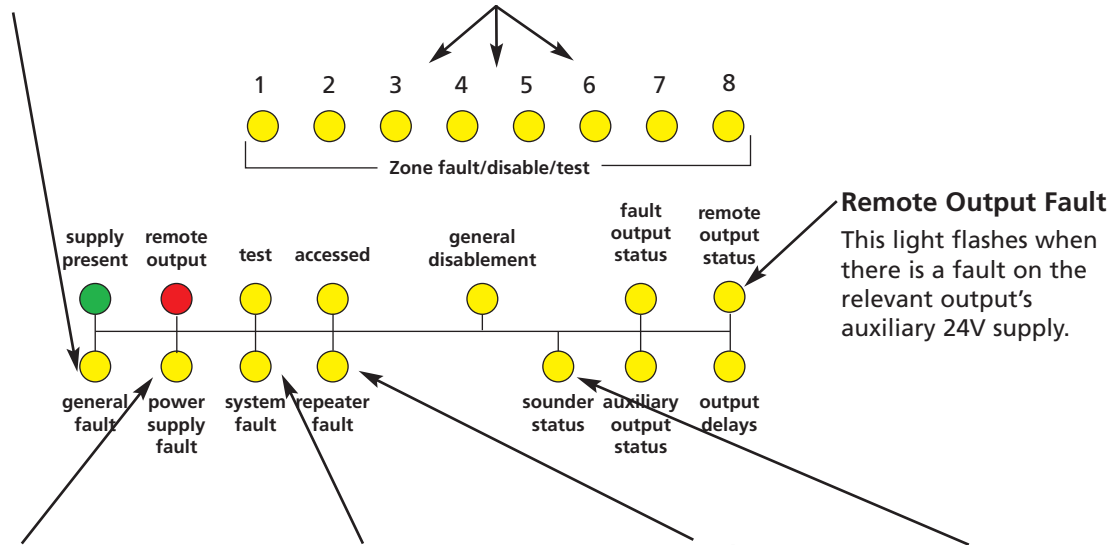 1 2 3 4 5 6 7 8
Zone fault/disable/test
supply
present
remote
output
test
accessed
general
disablement
fault
output
status
remote
output
status
Remote Output Fault
This light flashes when
there is a fault on the
relevant output's
auxiliary 24V supply.
general
fault
power
supply
fault
system
fault
repeater
fault
sounder
status
auxiliary
output
status
output
delays